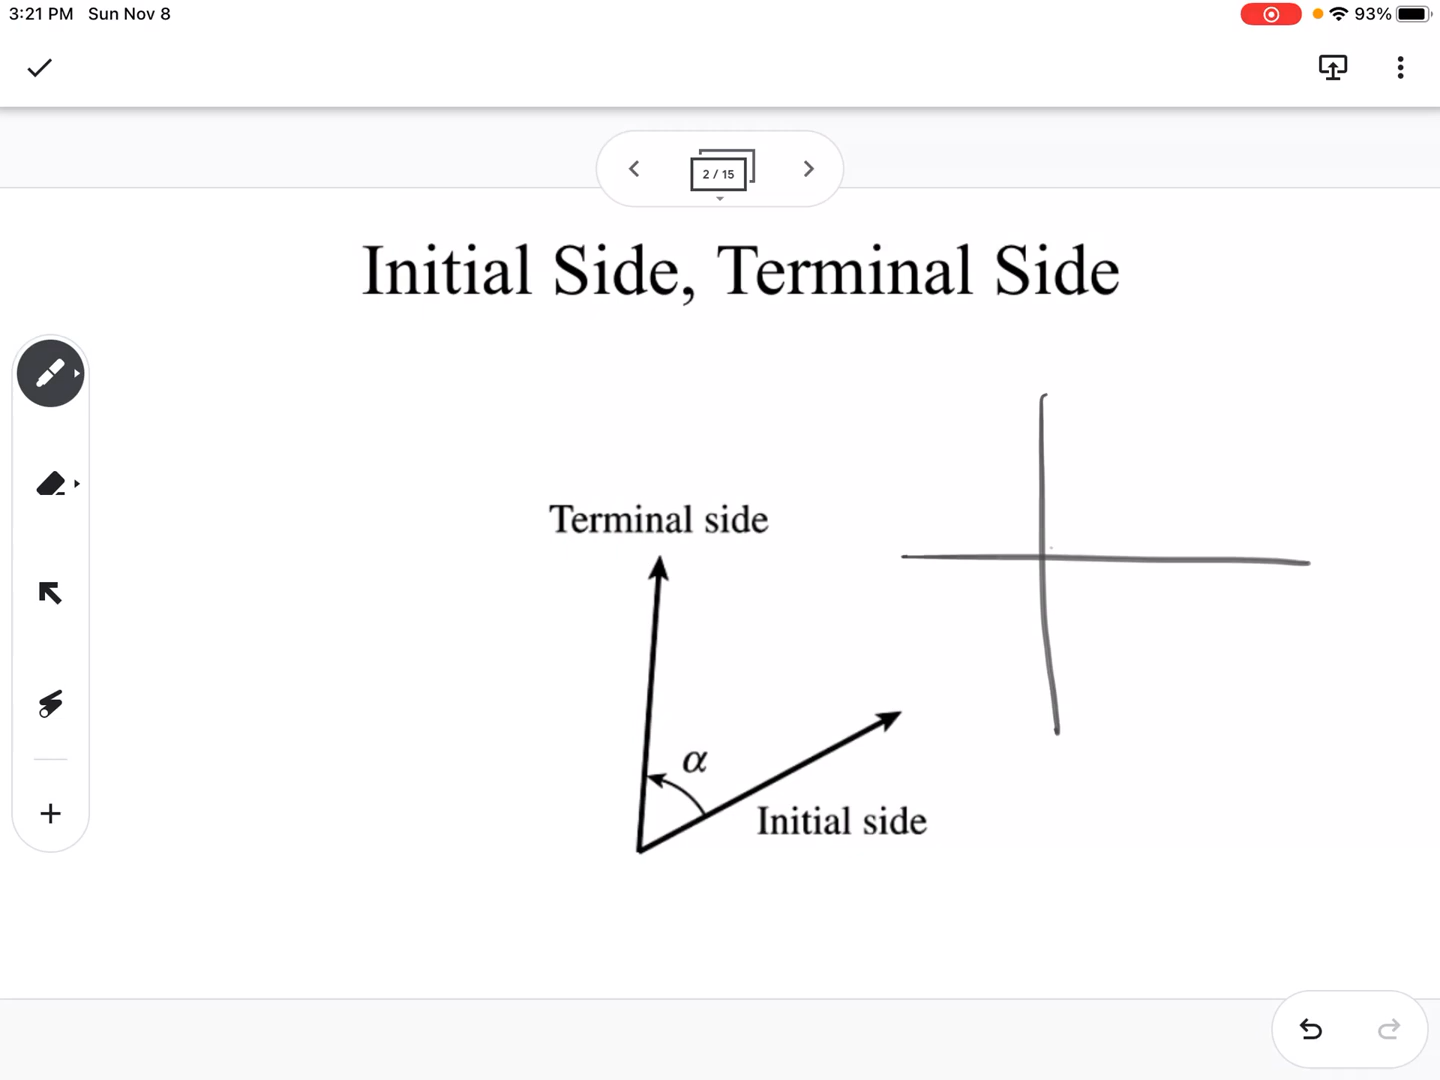 3:21 PM Sun Nov 8
93%
2 / 15
Initial Side, Terminal Side
Terminal side
α
Initial side